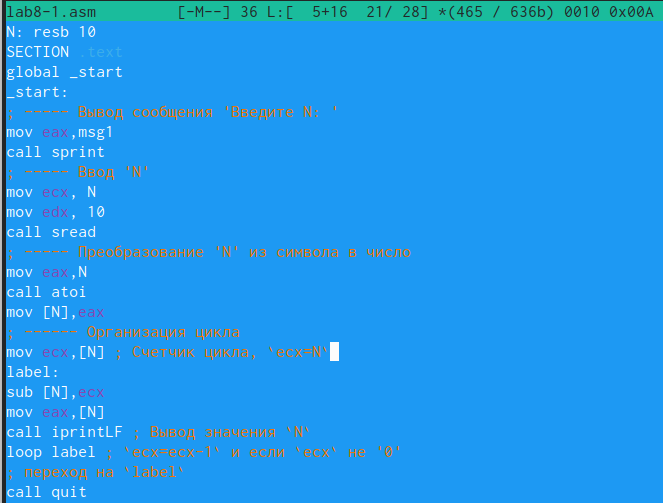 lab8-1.asm [-M--] 36 L:[ 5+16 21/ 28] *(465 / 636b) 0010 0x00A
N: resb 10
SECTION .text
global _start
_start:
; ----- Вывод сообщения 'Введите N: '
mov eax,msg1
call sprint
; ----- Ввод 'N'
mov ecx, N
mov edx, 10
call sread
; ----- Преобразование 'N' из символа в число
mov eax,N
call atoi
mov [N],eax
; ------ Организация цикла
mov ecx,[N] ; Счетчик цикла, `ecx=N`
label:
sub [N],ecx
mov eax,[N]
call iprintLF ; Вывод значения `N`
loop label ; `ecx=ecx-1` и если `ecx` не '0'
; переход на `label`
call quit